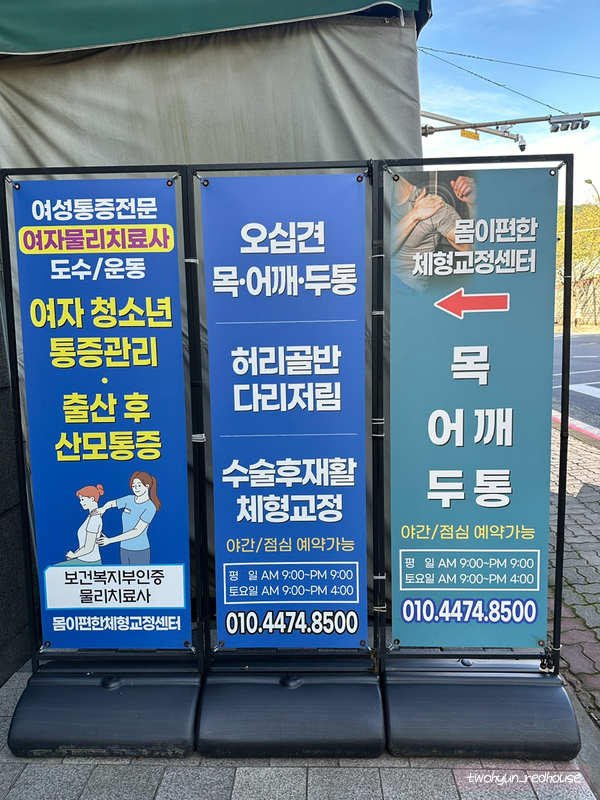 여성통증전문
여자물리치료사
도수/운동
여자 청소년
통증관리
·
출산 후
산모통증
보건복지부인증
물리치료사
몸이편한체형교정센터
오십견
목·어깨·두통
허리골반
다리저림
수술후재활
체형교정
야간/점심 예약가능
평 일 AM 9:00~PM 9:00
토요일 AM 9:00~PM 4:00
010.4474.8500
몸이편한
체형교정센터
목
어깨
두통
야간/점심 예약가능
평 일 AM 9:00~PM 9:00
토요일 AM 9:00~PM 4:00
010.4474.8500
twohyun_redhouse